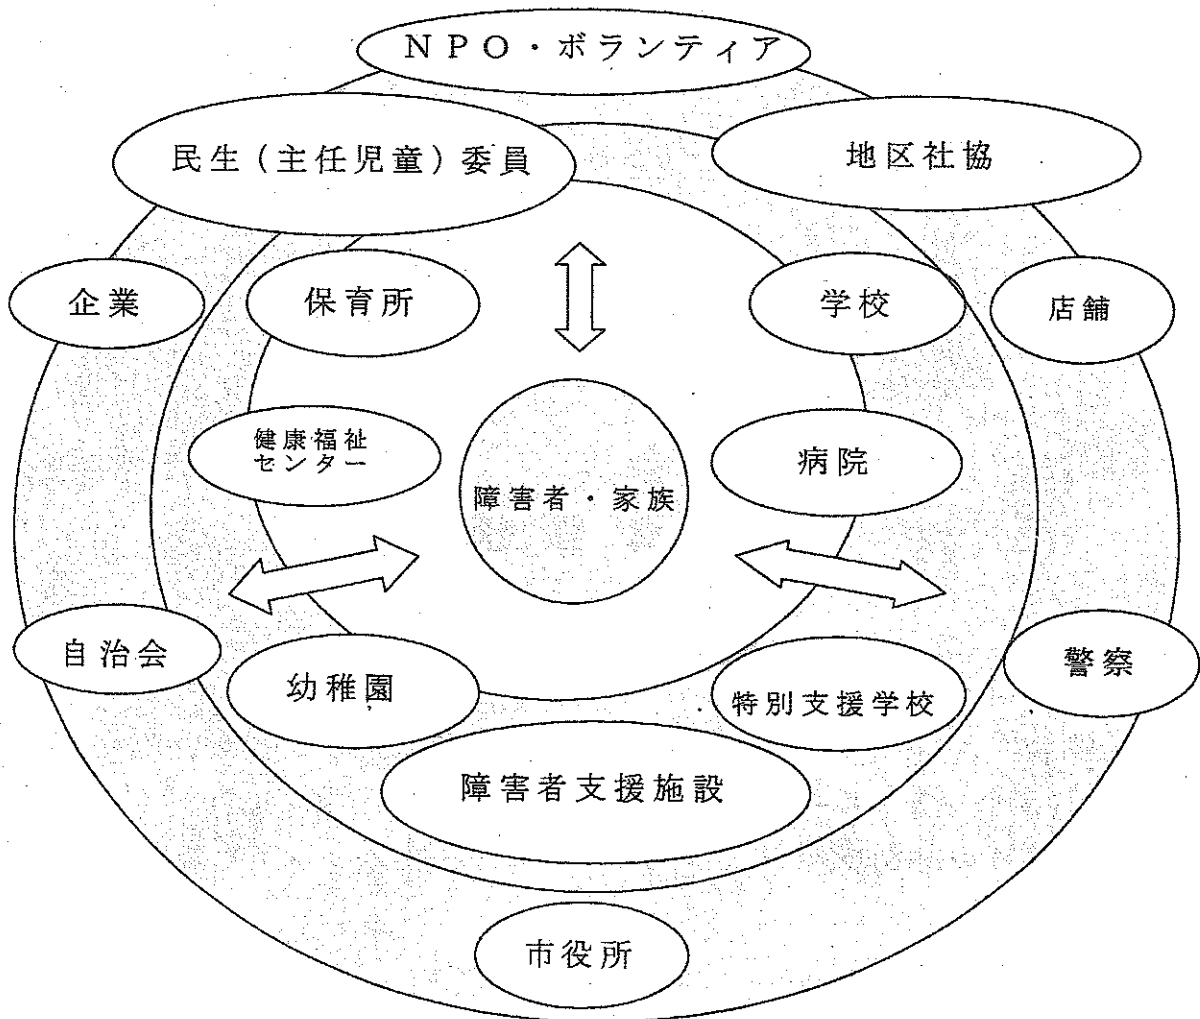 NPO・ボランティア
民生(主任児童)委員
地区社協
企業
保育所
学校
店舗
健康福祉
センター
障害者・家族
病院
自治会
幼稚園
特別支援学校
警察
障害者支援施設
市役所